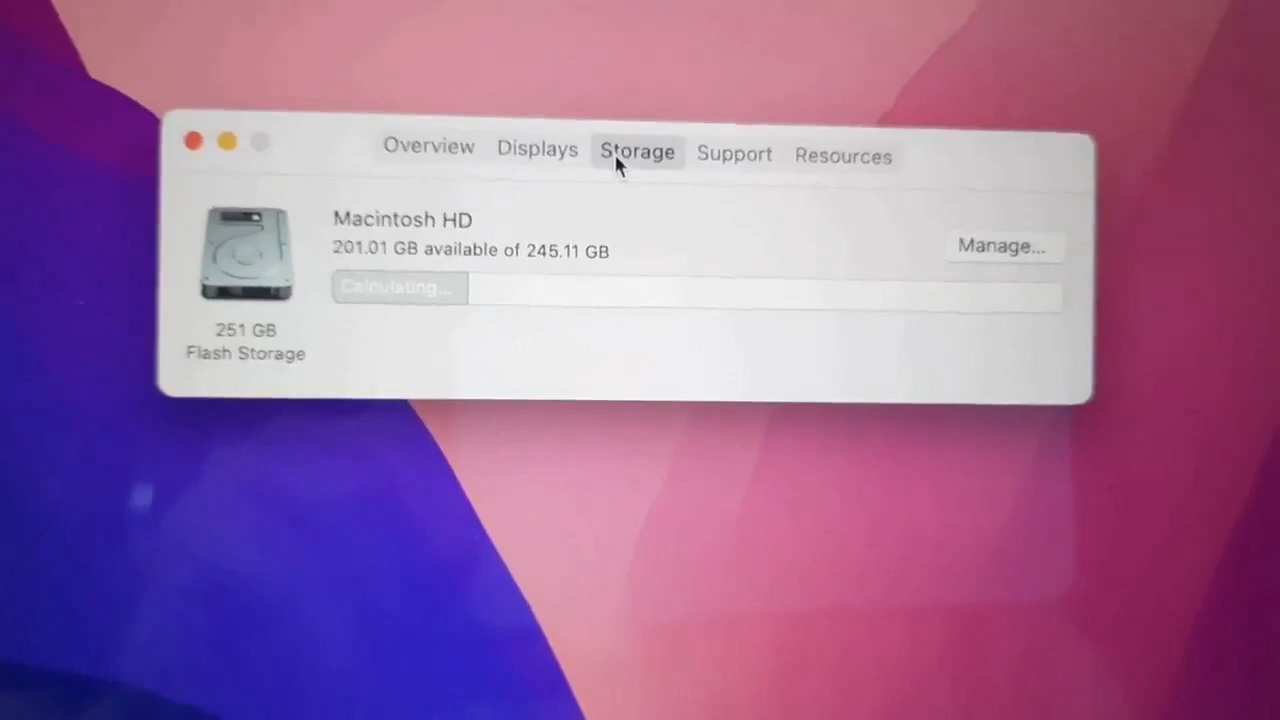 Overview Displays Storage Support Resources
Macintosh HD
201.01 GB available of 245.11 GB
Manage...
Calculating...
251 GB
Flash Storage